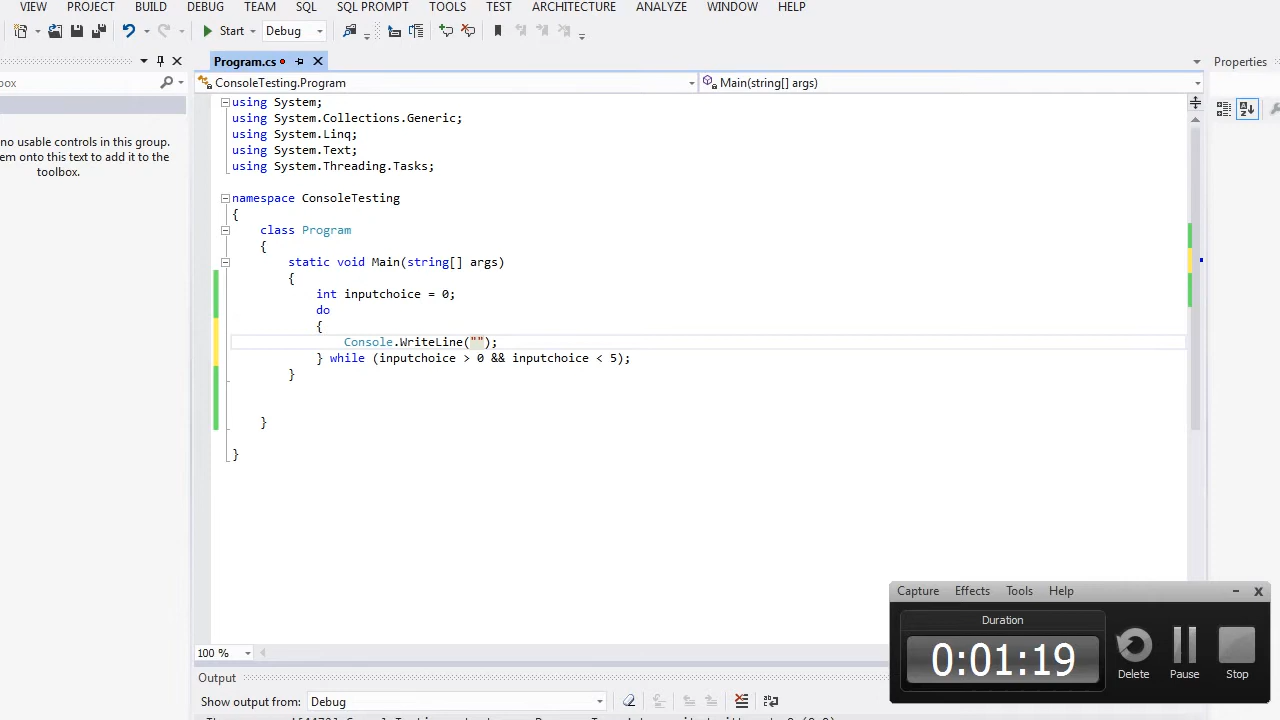 VIEW PROJECT BUILD DEBUG TEAM SQL SQL PROMPT TOOLS TEST ARCHITECTURE ANALYZE WINDOW HELP
Start Debug
Program.cs Properties
ox ConsoleTesting.Program Main(string[] args)
using System;
using System.Collections.Generic;
using System.Linq;
using System.Text;
using System.Threading.Tasks;
no usable controls in this group.
em onto this text to add it to the
toolbox.
namespace ConsoleTesting
{
class Program
{
static void Main(string[] args)
{
int inputchoice = 0;
do
{
Console.WriteLine("");
} while (inputchoice > 0 && inputchoice < 5);
}
}
}
Capture Effects Tools Help
Duration
0:01:19
Delete Pause Stop
100 %
Output
Show output from: Debug